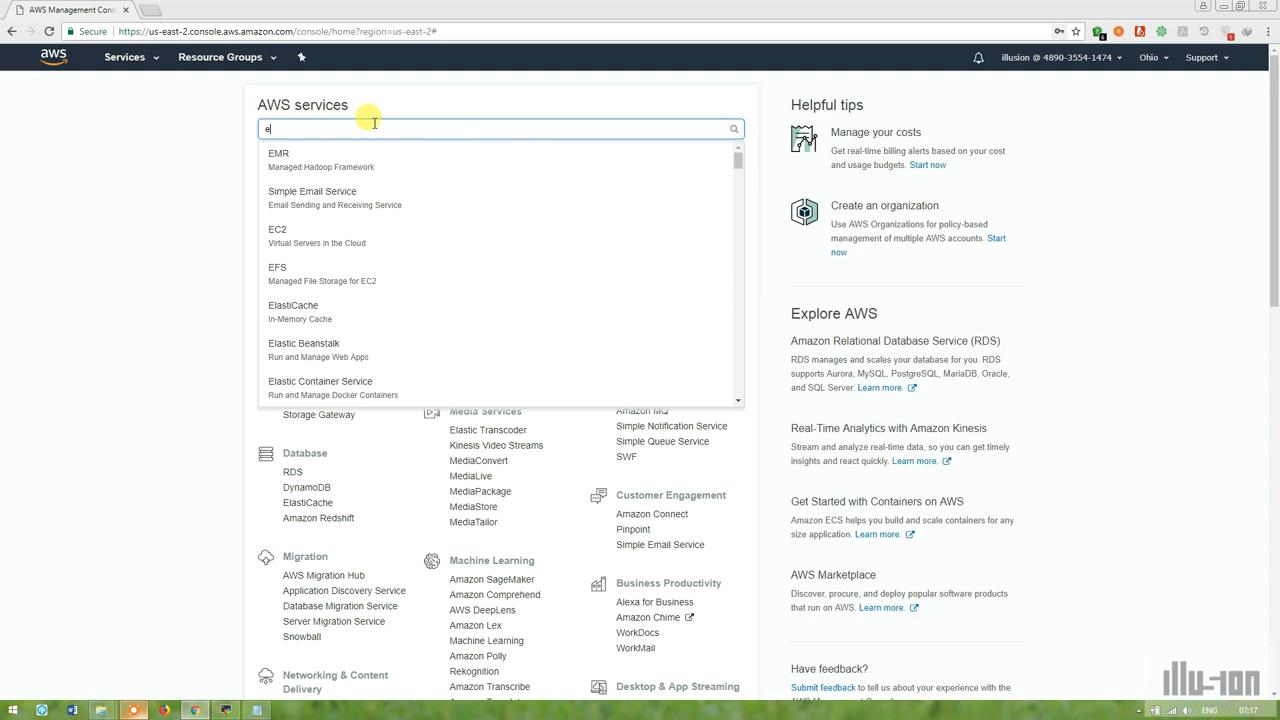 AWS Management Cons
Secure
https://us-east-2.console.aws.amazon.com/console/home?region=us-east-2#
aws
Services
Resource Groups
illusion @ 4890-3554-1474
Ohio
Support
AWS services
e
EMR
Managed Hadoop Framework
Simple Email Service
Email Sending and Receiving Service
EC2
Virtual Servers in the Cloud
EFS
Managed File Storage for EC2
ElastiCache
In-Memory Cache
Elastic Beanstalk
Run and Manage Web Apps
Elastic Container Service
Run and Manage Docker Containers
Storage Gateway
Database
RDS
DynamoDB
ElastiCache
Amazon Redshift
Migration
AWS Migration Hub
Application Discovery Service
Database Migration Service
Server Migration Service
Snowball
Networking & Content
Delivery
Media Services
Elastic Transcoder
Kinesis Video Streams
MediaConvert
MediaLive
MediaPackage
MediaStore
MediaTailor
Machine Learning
Amazon SageMaker
Amazon Comprehend
AWS DeepLens
Amazon Lex
Machine Learning
Amazon Polly
Rekognition
Amazon Transcribe
Amazon MQ
Simple Notification Service
Simple Queue Service
SWF
Customer Engagement
Amazon Connect
Pinpoint
Simple Email Service
Business Productivity
Alexa for Business
Amazon Chime
WorkDocs
WorkMail
Desktop & App Streaming
Helpful tips
Manage your costs
Get real-time billing alerts based on your cost
and usage budgets. Start now
Create an organization
Use AWS Organizations for policy-based
management of multiple AWS accounts. Start
now
Explore AWS
Amazon Relational Database Service (RDS)
RDS manages and scales your database for you. RDS
supports Aurora, MySQL, PostgreSQL, MariaDB, Oracle,
and SQL Server. Learn more.
Real-Time Analytics with Amazon Kinesis
Stream and analyze real-time data, so you can get timely
insights and react quickly. Learn more.
Get Started with Containers on AWS
Amazon ECS helps you build and scale containers for any
size application. Learn more.
AWS Marketplace
Discover, procure, and deploy popular software products
that run on AWS. Learn more.
Have feedback?
Submit feedback to tell us about your experience with the
illusion
ENG
07:17